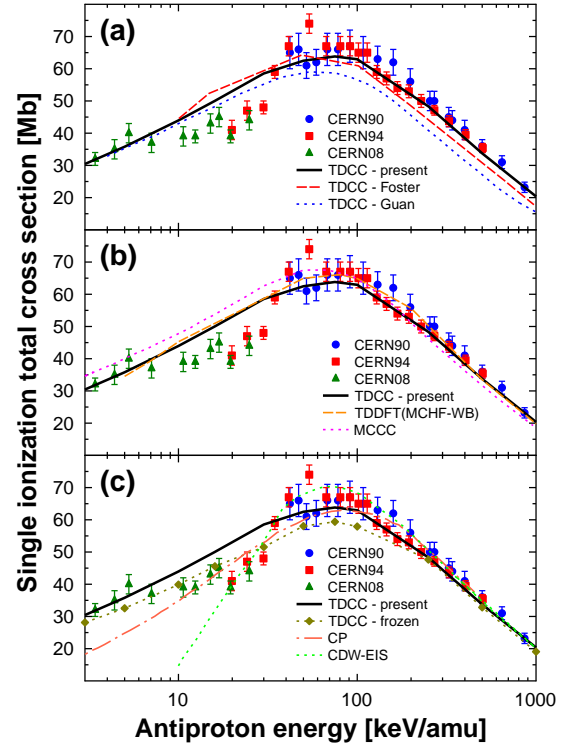 Single ionization total cross section [Mb]
(a)
70
60
50
40
30
20
CERN90
CERN94
CERN08
TDCC - present
TDCC - Foster
TDCC - Guan
(b)
70
60
50
40
30
20
CERN90
CERN94
CERN08
TDCC - present
TDDFT(MCHF-WB)
MCCC
(c)
70
60
50
40
30
20
CERN90
CERN94
CERN08
TDCC - present
TDCC - frozen
CP
CDW-EIS
10 100 1000
Antiproton energy [keV/amu]